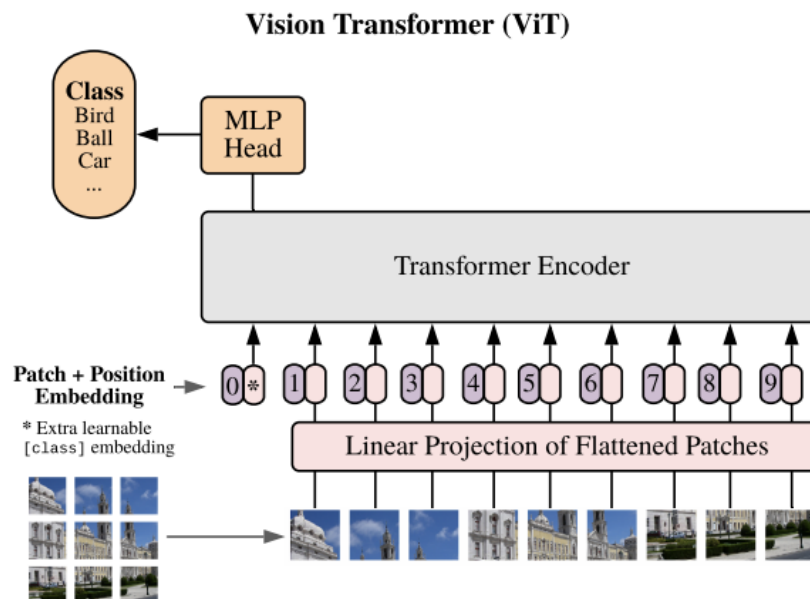 Vision Transformer (ViT)
Class
Bird
Ball
Car
...
MLP
Head
Transformer Encoder
Patch + Position
Embedding
0 * 1 2 3 4 5 6 7 8 9
* Extra learnable
[class] embedding
Linear Projection of Flattened Patches